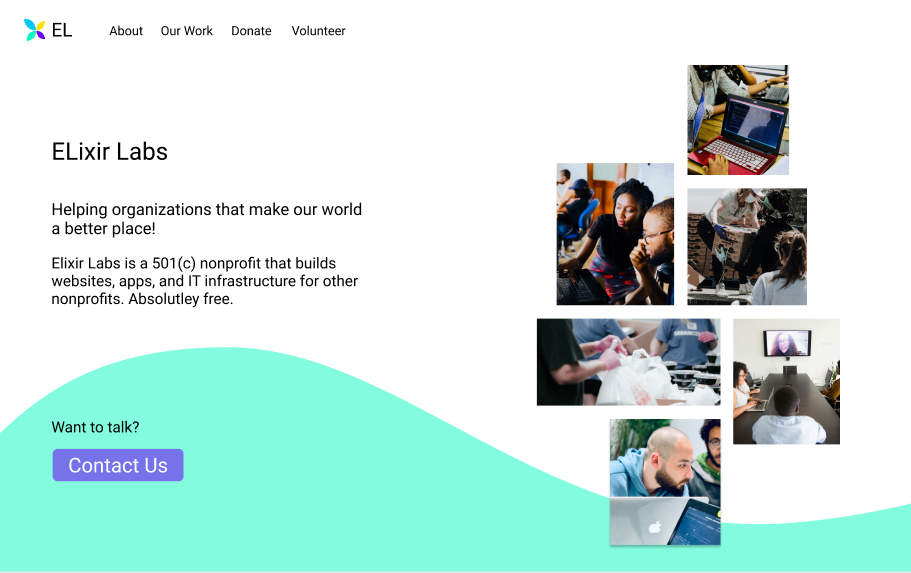 EL
About Our Work Donate Volunteer
ELixir Labs
Helping organizations that make our world
a better place!
Elixir Labs is a 501(c) nonprofit that builds
websites, apps, and IT infrastructure for other
nonprofits. Absolutley free.
Want to talk?
Contact Us